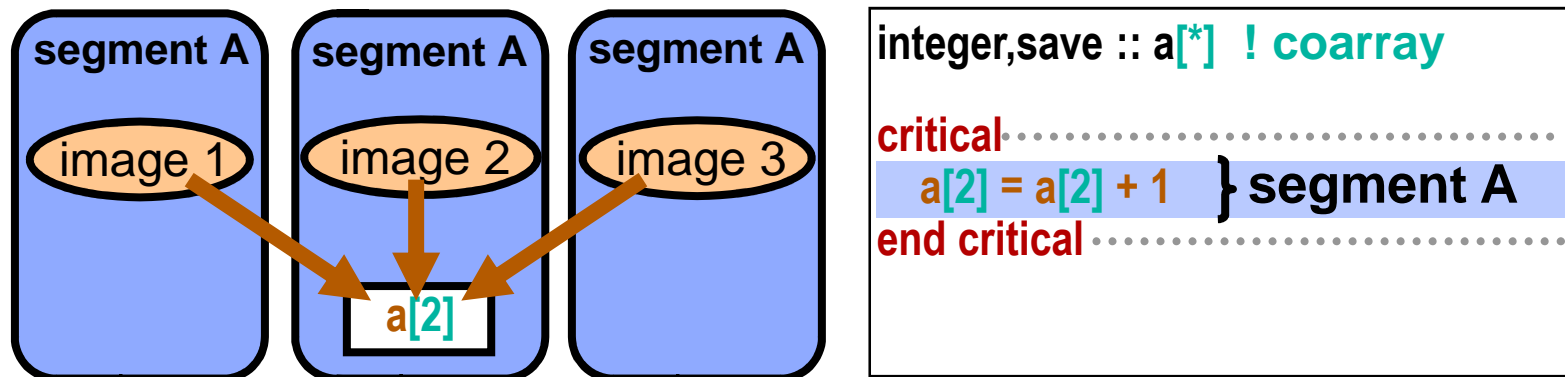 segment A
segment A
segment A
image 1
image 2
image 3
a[2]
integer,save :: a[*] ! coarray
critical
a[2] = a[2] + 1 } segment A
end critical